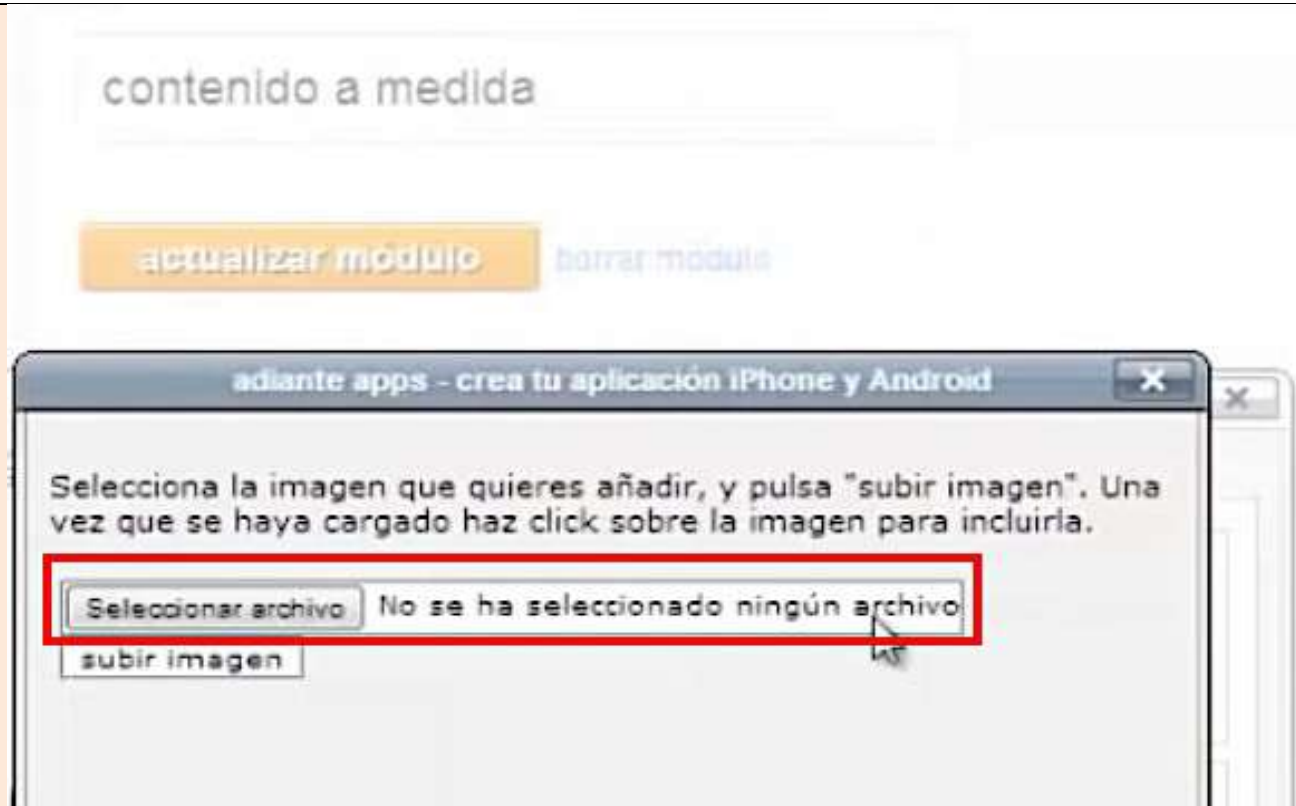 contenido a medida
actualizar módulo borrar módulo
adiante apps - crea tu aplicación iPhone y Android
Selecciona la imagen que quieres añadir, y pulsa "subir imagen". Una
vez que se haya cargado haz click sobre la imagen para incluirla.
Seleccionar archivo No se ha seleccionado ningún archivo
subir imagen